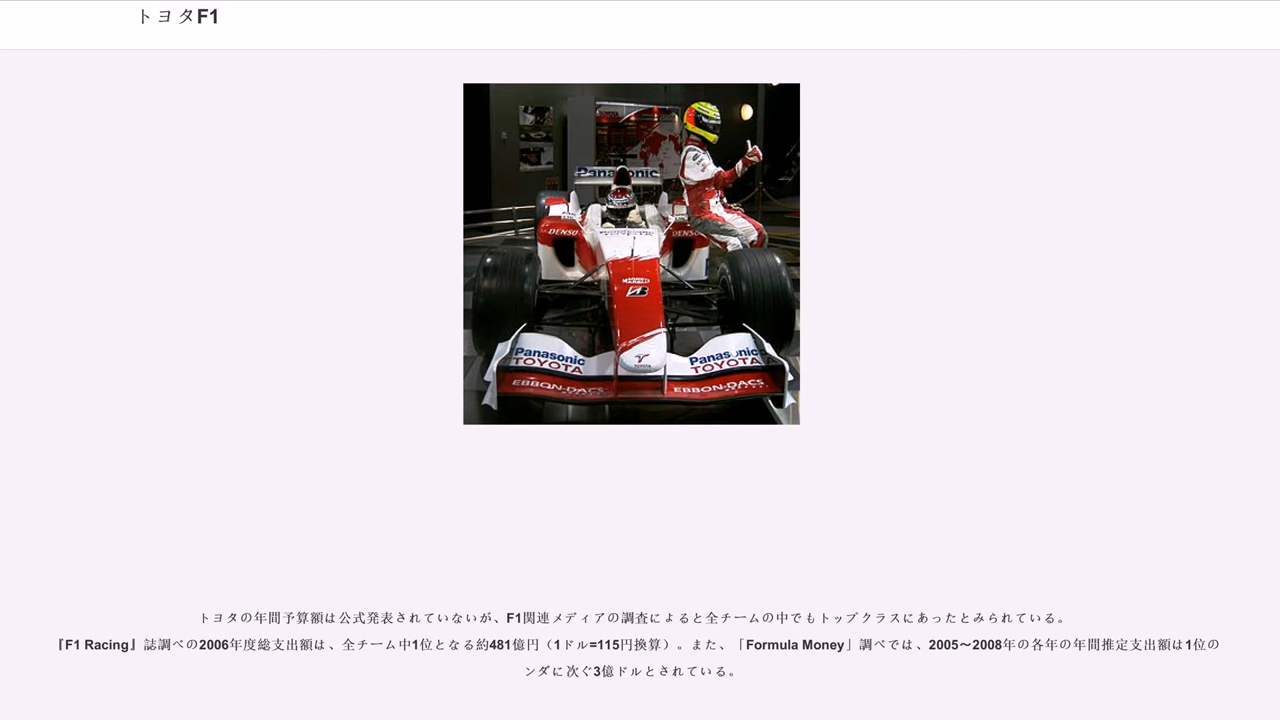 トヨタF1
Panasonic
DENSO
DENSO
MAGNETI
MARELLI
Panasonic
TOYOTA
Panasonic
TOYOTA
TOYOTA
EBBON-DACS
EBBON-DACS
トヨタの年間予算額は公式発表されていないが、F1関連メディアの調査によると全チームの中でもトップクラスにあったとみられている。
『F1 Racing』誌調べの2006年度総支出額は、全チーム中1位となる約481億円（1ドル=115円換算）。また、「Formula Money」調べでは、2005〜2008年の各年の年間推定支出額は1位の
ンダに次ぐ3億ドルとされている。